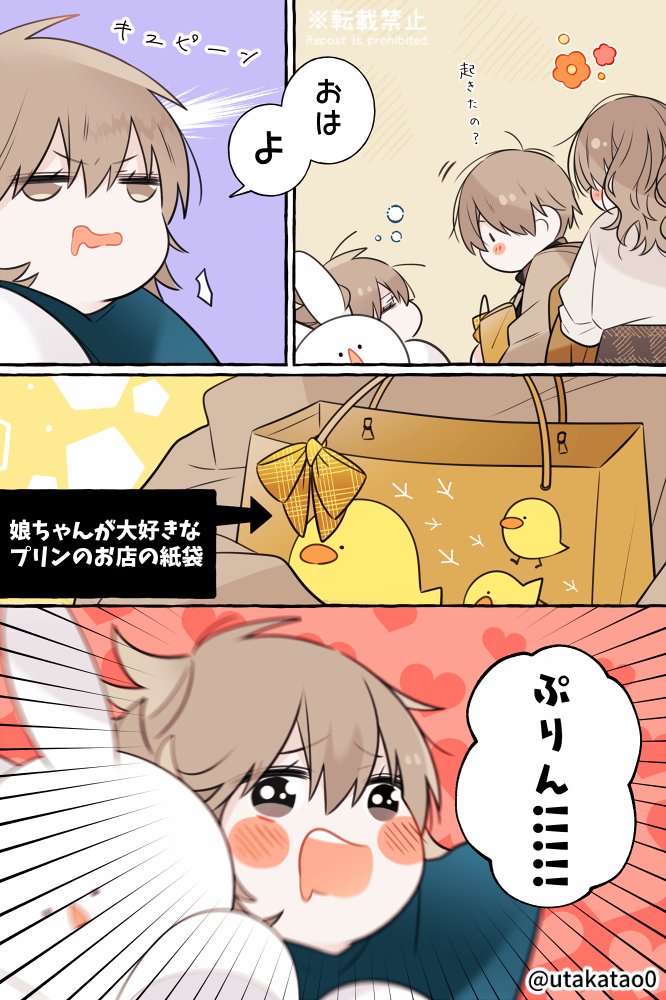 ※転載禁止
Repost is prohibited.
起きたの?
おは
よ
キュピーン
娘ちゃんが大好きな
プリンのお店の紙袋
ぷりん!!!!!!
@utakatao0